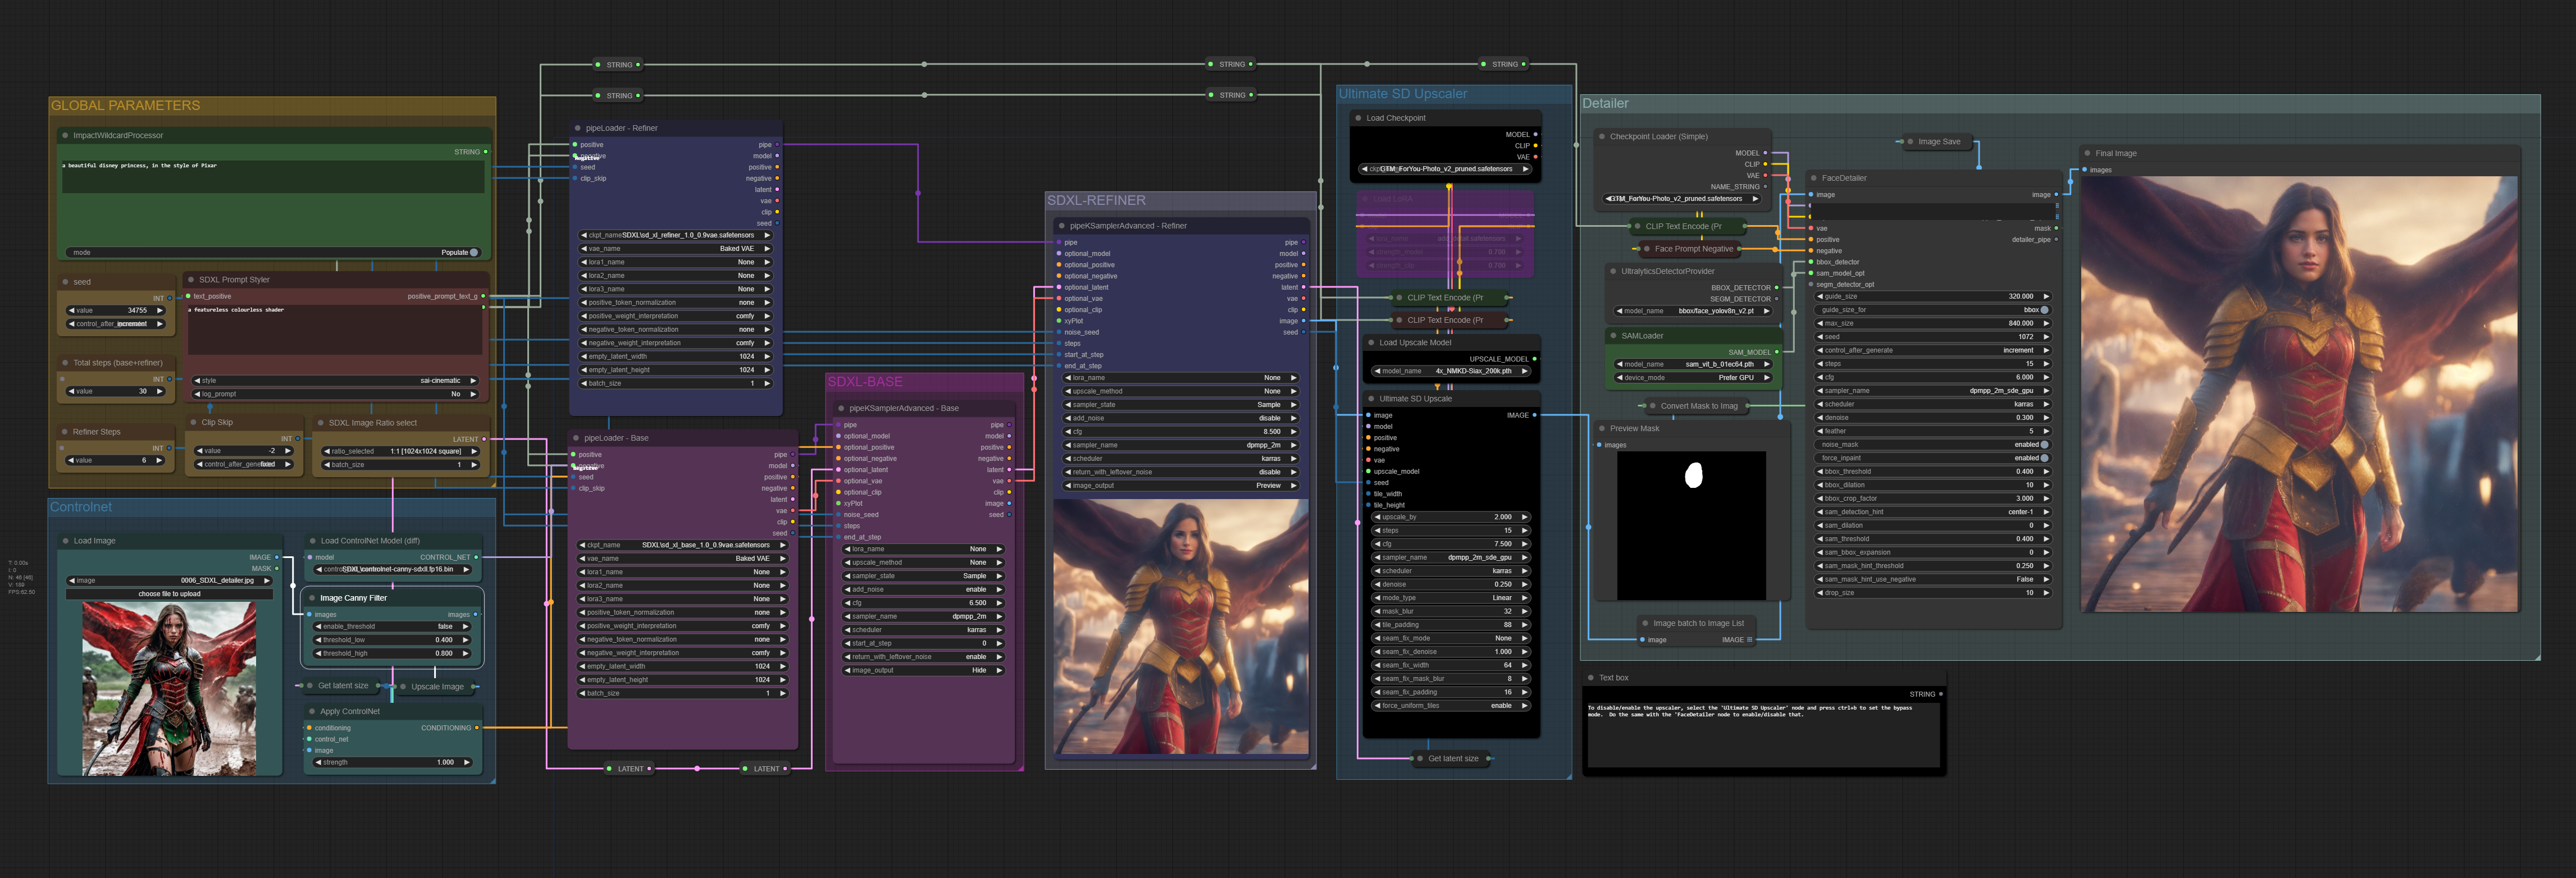 STRING
STRING
STRING
STRING
STRING
GLOBAL PARAMETERS
ImpactWildcardProcessor
STRING
a beautiful disney princess, in the style of Pixar
mode Populate
seed
INT
value 34755
increment
SDXL Prompt Styler
text_positive positive_prompt_text_g
a featureless colourless shader
style sai-cinematic
log_prompt No
Total steps (base+refiner)
INT
value 30
Refiner Steps
INT
value 6
Clip Skip
INT
value -2
fixed
SDXL Image Ratio select
LATENT
ratio_selected 1:1 [1024x1024 square]
batch_size 1
Controlnet
Load Image
IMAGE
MASK
image 0006_SDXL_detailer.jpg
choose file to upload
Load ControlNet Model (diff)
model CONTROL_NET
SDXL\controlnet-canny-sdxl.fp16.bin
Image Canny Filter
images images
enable_threshold false
threshold_low 0.400
threshold_high 0.800
Get latent size
Upscale Image
Apply ControlNet
conditioning CONDITIONING
control_net
image
strength 1.000
T: 0.00s
I: 0
N: 46 [46]
V: 189
FPS:62.50
pipeLoader - Refiner
positive pipe
negative model
seed positive
clip_skip negative
latent
vae
clip
seed
ckpt_name SDXL\sd_xl_refiner_1.0_0.9vae.safetensors
vae_name Baked VAE
lora1_name None
lora2_name None
lora3_name None
positive_token_normalization none
positive_weight_interpretation comfy
negative_token_normalization none
negative_weight_interpretation comfy
empty_latent_width 1024
empty_latent_height 1024
batch_size 1
pipeLoader - Base
positive pipe
negative model
seed positive
clip_skip negative
latent
vae
clip
seed
ckpt_name SDXL\sd_xl_base_1.0_0.9vae.safetensors
vae_name Baked VAE
lora1_name None
lora2_name None
lora3_name None
positive_token_normalization none
positive_weight_interpretation comfy
negative_token_normalization none
negative_weight_interpretation comfy
empty_latent_width 1024
empty_latent_height 1024
batch_size 1
LATENT
LATENT
SDXL-BASE
pipeKSamplerAdvanced - Base
pipe pipe
optional_model model
optional_positive positive
optional_negative negative
optional_latent latent
optional_vae vae
optional_clip clip
xyPlot image
noise_seed seed
steps
end_at_step
lora_name None
upscale_method None
sampler_state Sample
add_noise enable
cfg 6.500
sampler_name dpmpp_2m
scheduler karras
start_at_step 0
return_with_leftover_noise enable
image_output Hide
SDXL-REFINER
pipeKSamplerAdvanced - Refiner
pipe pipe
optional_model model
optional_positive positive
optional_negative negative
optional_latent latent
optional_vae vae
optional_clip clip
xyPlot image
noise_seed seed
steps
start_at_step
end_at_step
lora_name None
upscale_method None
sampler_state Sample
add_noise disable
cfg 8.500
sampler_name dpmpp_2m
scheduler karras
return_with_leftover_noise disable
image_output Preview
Ultimate SD Upscaler
Load Checkpoint
MODEL
CLIP
VAE
GTM_ForYou-Photo_v2_pruned.safetensors
Load LoRA
lora_name add_detail.safetensors
strength_model 0.700
strength_clip 0.700
CLIP Text Encode (Pr
CLIP Text Encode (Pr
Load Upscale Model
UPSCALE_MODEL
model_name 4x_NMKD-Siax_200k.pth
Ultimate SD Upscale
image IMAGE
model
positive
negative
vae
upscale_model
seed
tile_width
tile_height
upscale_by 2.000
steps 15
cfg 7.500
sampler_name dpmpp_2m_sde_gpu
scheduler karras
denoise 0.250
mode_type Linear
mask_blur 32
tile_padding 88
seam_fix_mode None
seam_fix_denoise 1.000
seam_fix_width 64
seam_fix_mask_blur 8
seam_fix_padding 16
force_uniform_tiles enable
Get latent size
Detailer
Checkpoint Loader (Simple)
MODEL
CLIP
VAE
NAME_STRING
GTM_ForYou-Photo_v2_pruned.safetensors
CLIP Text Encode (Pr
Face Prompt Negative
UltralyticsDetectorProvider
BBOX_DETECTOR
SEGM_DETECTOR
model_name bbox/face_yolov8n_v2.pt
SAMLoader
SAM_MODEL
model_name sam_vit_b_01ec64.pth
device_mode Prefer GPU
Convert Mask to Imag
Preview Mask
images
Image batch to Image List
image IMAGE
Image Save
FaceDetailer
image image
vae mask
positive detailer_pipe
negative
bbox_detector
sam_model_opt
segm_detector_opt
guide_size 320.000
guide_size_for bbox
max_size 840.000
seed 1072
control_after_generate increment
steps 15
cfg 6.000
sampler_name dpmpp_2m_sde_gpu
scheduler karras
denoise 0.300
feather 5
noise_mask enabled
force_inpaint enabled
bbox_threshold 0.400
bbox_dilation 10
bbox_crop_factor 3.000
sam_detection_hint center-1
sam_dilation 0
sam_threshold 0.400
sam_bbox_expansion 0
sam_mask_hint_threshold 0.250
sam_mask_hint_use_negative False
drop_size 10
Final Image
images
Text box
STRING
To disable/enable the upscaler, select the 'Ultimate SD Upscaler' node and press ctrl+b to set the bypass
mode. Do the same with the 'FaceDetailer node to enable/disable that.